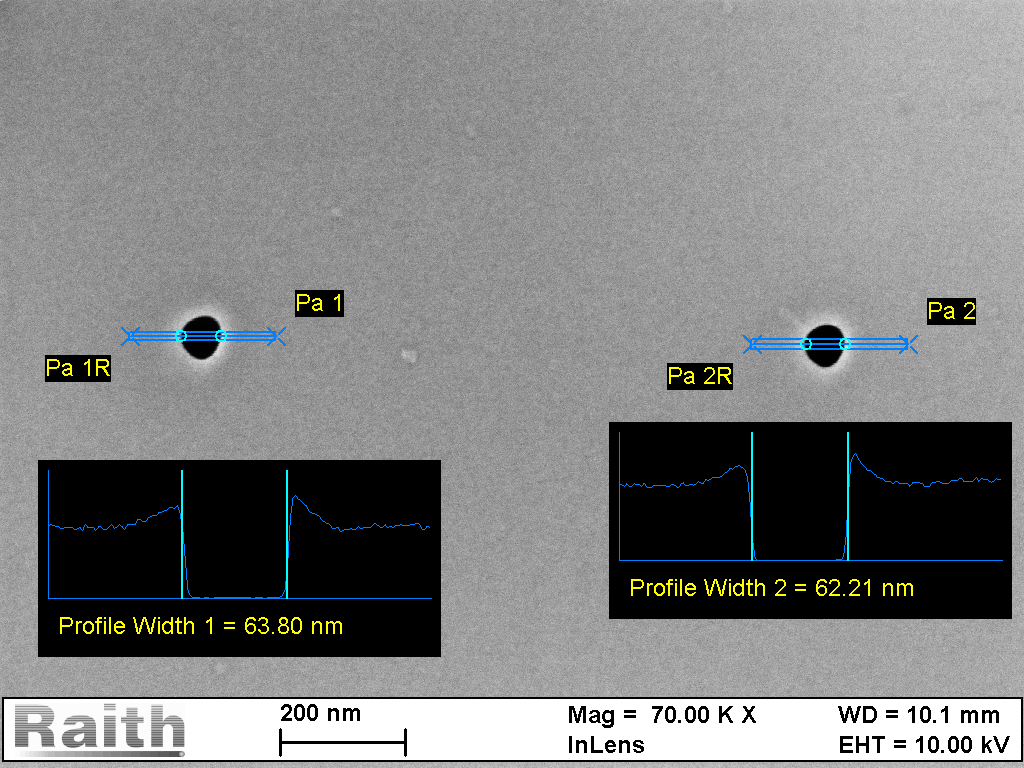 Pa 1
Pa 2
Pa 1R
Pa 2R
Profile Width 2 = 62.21 nm
Profile Width 1 = 63.80 nm
Raith
200 nm
Mag = 70.00 K X
WD = 10.1 mm
InLens
EHT = 10.00 kV